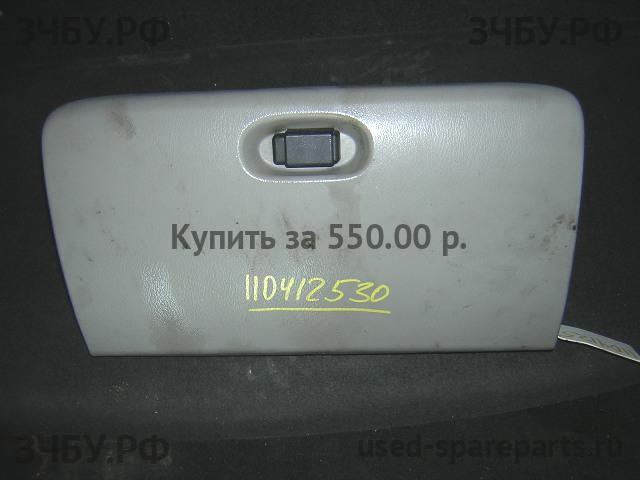 ЗЧБУ.РФ ЗЧБУ.РФ
Купить за 550.00 р.
110412530
ЗЧБУ.РФ used-spareparts.ru